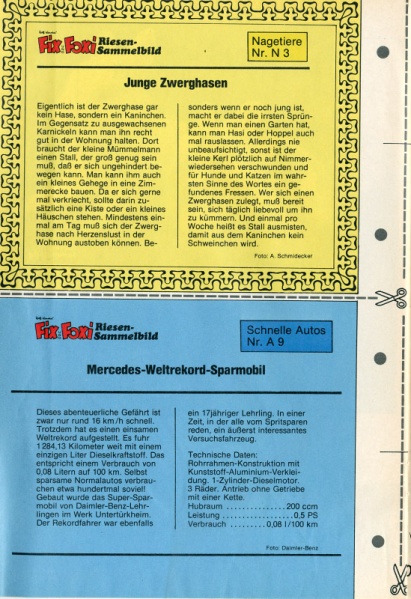 Fix & Foxi Riesen-
Sammelbild
Nagetiere
Nr. N 3
Junge Zwerghasen
Eigentlich ist der Zwerghase gar
kein Hase, sondern ein Kaninchen.
Im Gegensatz zu ausgewachsenen
Karnickeln kann man ihn recht
gut in der Wohnung halten. Dort
braucht der kleine Mümmelmann
einen Stall, der groß genug sein
muß, daß er sich ungehindert be-
wegen kann. Man kann ihm auch
ein kleines Gehege in eine Zim-
merecke bauen. Da er sich gerne
mal verkriecht, sollte darin zu-
sätzlich eine Kiste oder ein kleines
Häuschen stehen. Mindestens ein-
mal am Tag muß sich der Zwerg-
hase nach Herzenslust in der
Wohnung austoben können. Be-
sonders wenn er noch jung ist,
macht er dabei die irrsten Sprün-
ge. Wenn man einen Garten hat,
kann man Hasi oder Hoppel auch
mal rauslassen. Allerdings nie
unbeaufsichtigt, sonst ist der
kleine Kerl plötzlich auf Nimmer-
wiedersehen verschwunden und
für Hunde und Katzen im wahr-
sten Sinne des Wortes ein ge-
fundenes Fressen. Wer sich einen
Zwerghasen zulegt, muß bereit
sein, sich täglich liebevoll um ihn
zu kümmern. Und einmal pro
Woche heißt es Stall ausmisten,
damit aus dem Kaninchen kein
Schweinchen wird.
Foto: A. Schmidecker
Fix & Foxi Riesen-
Sammelbild
Schnelle Autos
Nr. A 9
Mercedes-Weltrekord-Sparmobil
Dieses abenteuerliche Gefährt ist
zwar nur rund 16 km/h schnell.
Trotzdem hat es einen einsamen
Weltrekord aufgestellt. Es fuhr
1 284,13 Kilometer weit mit einem
einzigen Liter Dieselkraftstoff. Das
entspricht einem Verbrauch von
0,08 Litern auf 100 km. Selbst
sparsame Normalautos verbrau-
chen etwa hundertmal soviel!
Gebaut wurde das Super-Spar-
mobil von Daimler-Benz-Lehr-
lingen im Werk Untertürkheim.
Der Rekordfahrer war ebenfalls
ein 17jähriger Lehrling. In einer
Zeit, in der alle vom Spritsparen
reden, ein äußerst interessantes
Versuchsfahrzeug.
Technische Daten:
Rohrrahmen-Konstruktion mit
Kunststoff-Aluminium-Verklei-
dung. 1-Zylinder-Dieselmotor.
3 Räder. Antrieb ohne Getriebe
mit einer Kette.
Hubraum . . . . . . . . . . . . . 200 ccm
Leistung . . . . . . . . . . . . . . 0,5 PS
Verbrauch . . . . . . . . . 0,08 l/100 km
Foto: Daimler-Benz